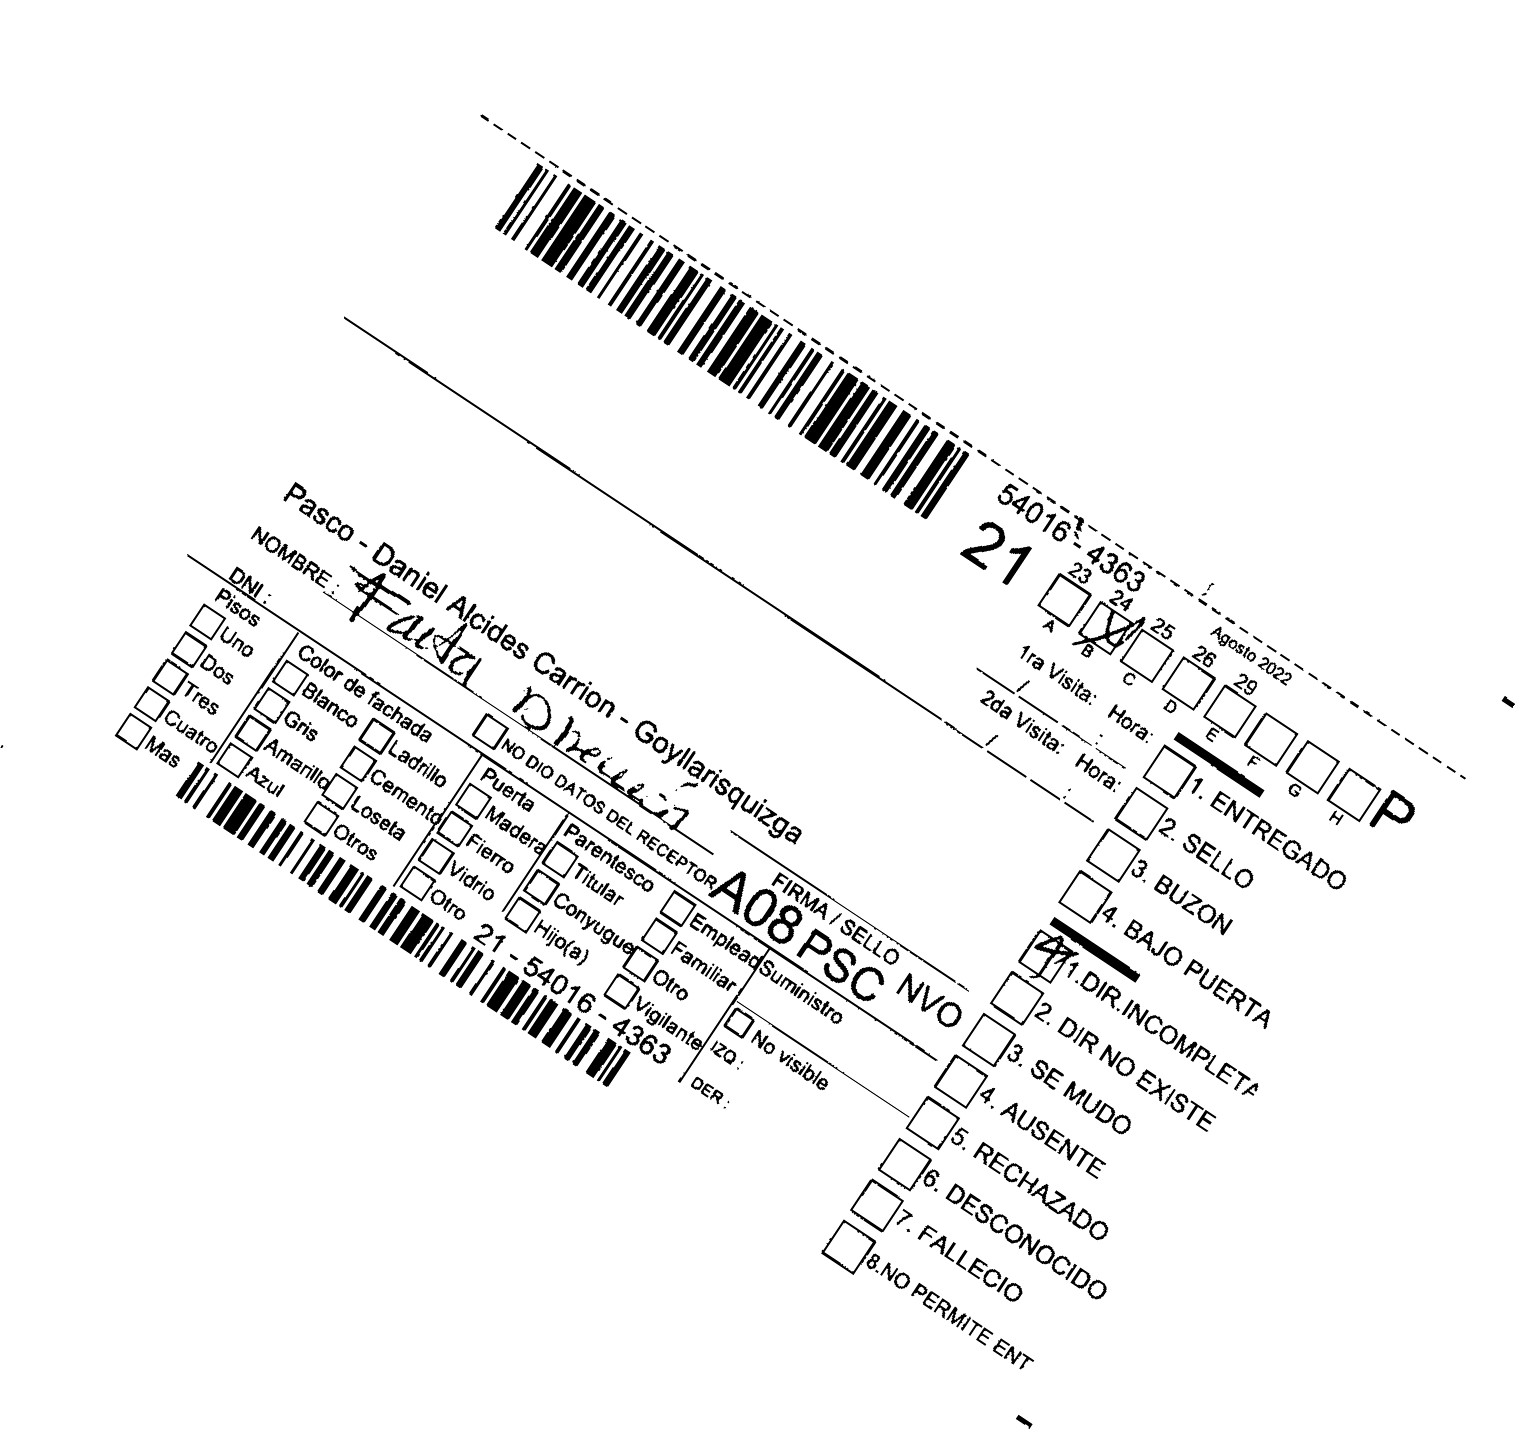 54016 - 4363
21
Agosto 2022
23 24 25 26 29
A B C D E F G H
P
1ra Visita: / Hora: :
2da Visita: / Hora: :
1. ENTREGADO
2. SELLO
3. BUZON
4. BAJO PUERTA
1.DIR.INCOMPLETA
2. DIR NO EXISTE
3. SE MUDO
4. AUSENTE
5. RECHAZADO
6. DESCONOCIDO
7. FALLECIO
8.NO PERMITE ENT
Pasco - Daniel Alcides Carrion - Goyllarisquizga
NOMBRE : Falta
DNI :
NO DIO DATOS DEL RECEPTOR
FIRMA / SELLO
A08 PSC NVO
Pisos
Uno
Dos
Tres
Cuatro
Mas
Color de fachada
Blanco
Gris
Amarillo
Azul
Ladrillo
Cemento
Loseta
Otros
Puerta
Madera
Fierro
Vidrio
Otro
Parentesco
Titular
Conyugue
Hijo(a)
Emplead
Familiar
Otro
Vigilante
Suministro
No visible
IZQ :
DER :
21 - 54016 - 4363